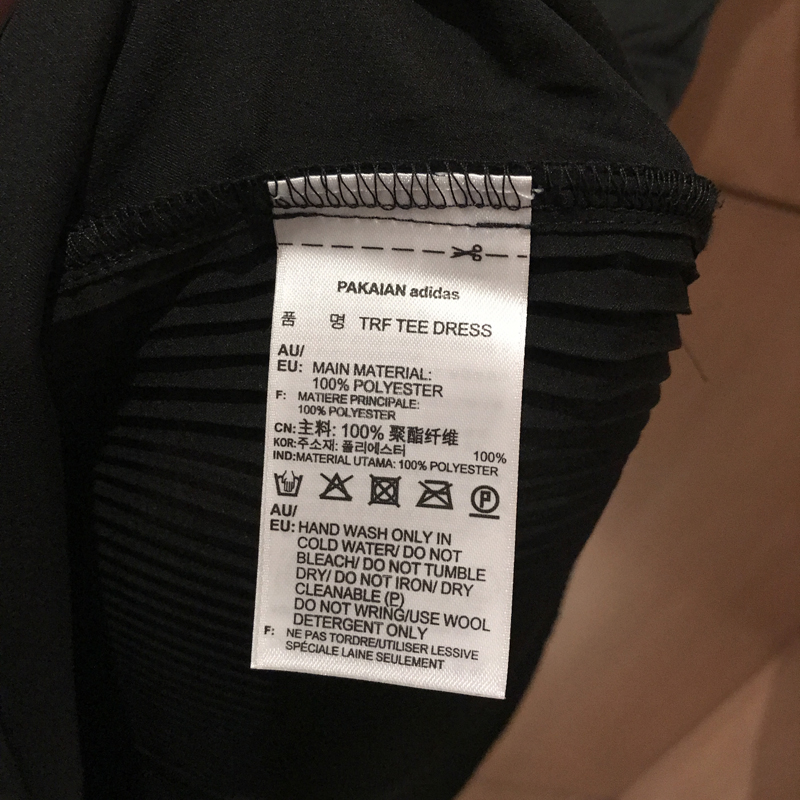 PAKAIAN adidas
품 명 TRF TEE DRESS
AU/
EU: MAIN MATERIAL:
100% POLYESTER
F: MATIERE PRINCIPALE:
100% POLYESTER
CN:主料: 100% 聚酯纤维
KOR:주소재: 폴리에스터 100%
IND:MATERIAL UTAMA: 100% POLYESTER
P
AU/
EU: HAND WASH ONLY IN
COLD WATER/ DO NOT
BLEACH/ DO NOT TUMBLE
DRY/ DO NOT IRON/ DRY
CLEANABLE (P)
DO NOT WRING/USE WOOL
DETERGENT ONLY
F: NE PAS TORDRE/UTILISER LESSIVE
SPÉCIALE LAINE SEULEMENT